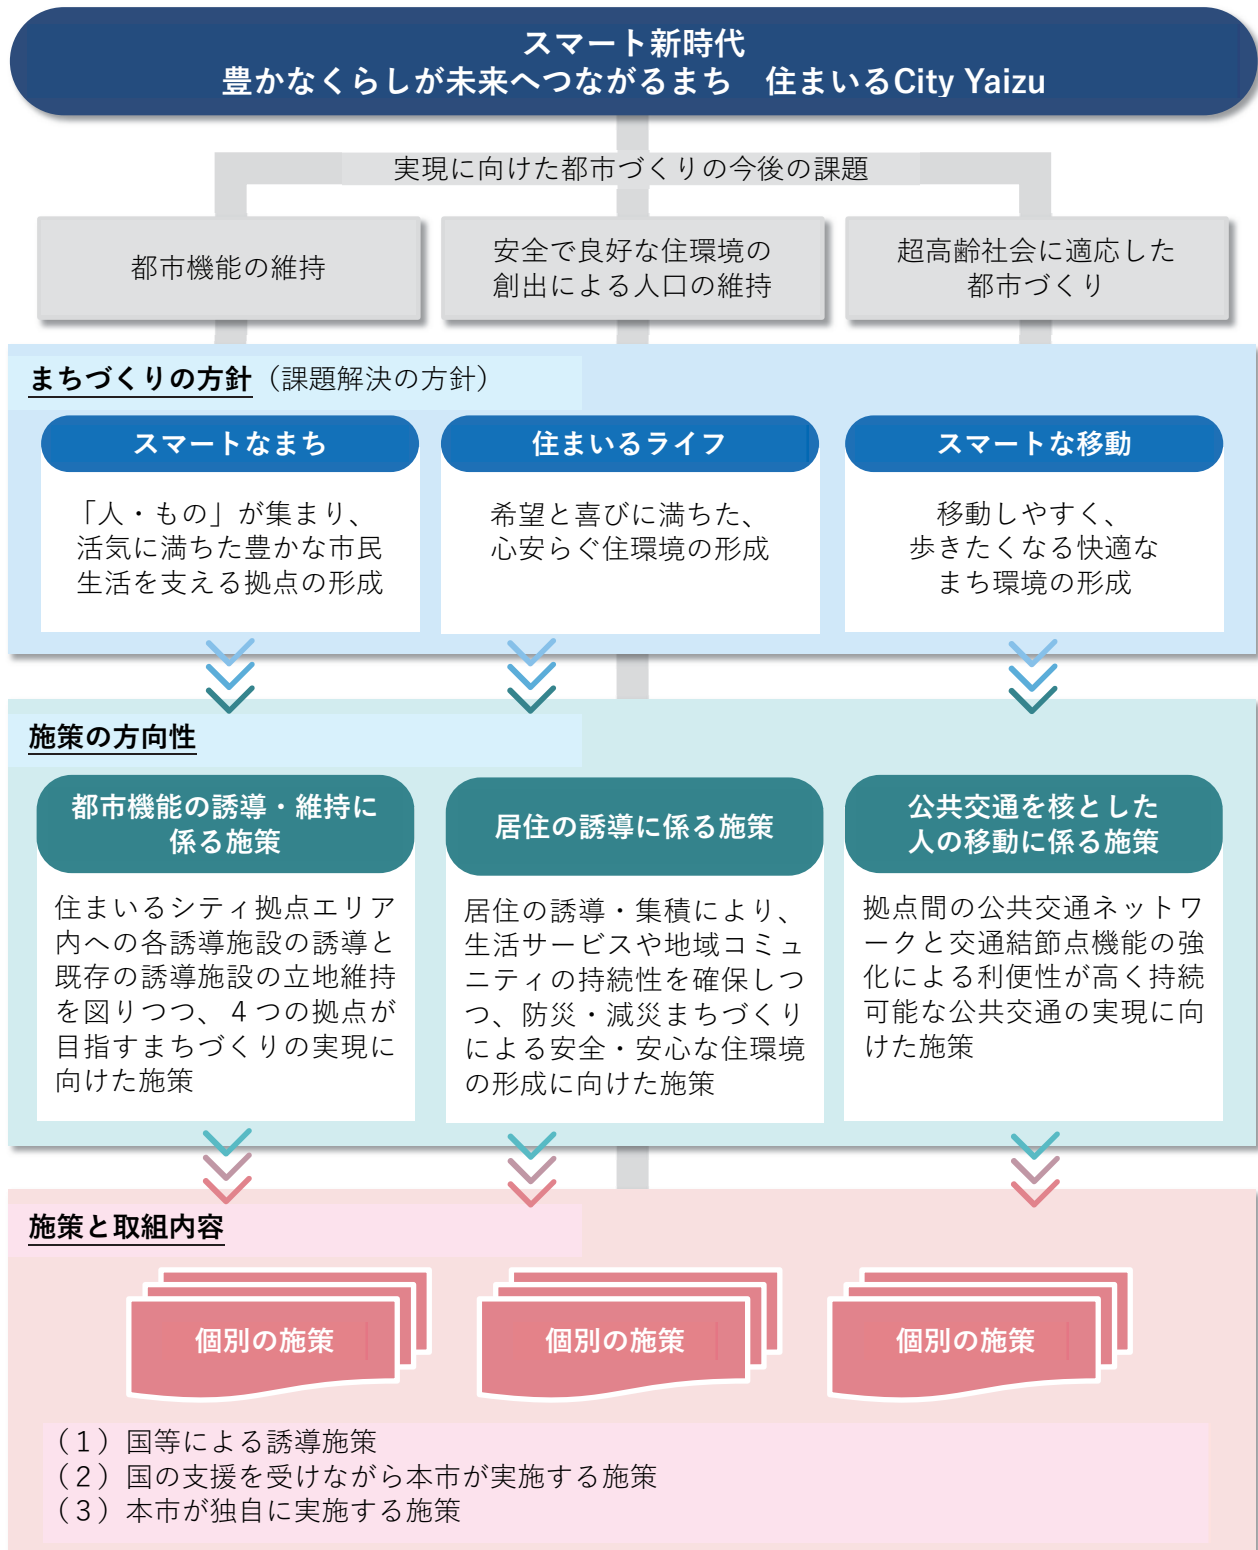 スマート新時代
豊かなくらしが未来へつながるまち　住まいるCity Yaizu
実現に向けた都市づくりの今後の課題
都市機能の維持
安全で良好な住環境の
創出による人口の維持
超高齢社会に適応した
都市づくり
まちづくりの方針（課題解決の方針）
スマートなまち
「人・もの」が集まり、
活気に満ちた豊かな市民
生活を支える拠点の形成
住まいるライフ
希望と喜びに満ちた、
心安らぐ住環境の形成
スマートな移動
移動しやすく、
歩きたくなる快適な
まち環境の形成
施策の方向性
都市機能の誘導・維持に
係る施策
住まいるシティ拠点エリア
内への各誘導施設の誘導と
既存の誘導施設の立地維持
を図りつつ、４つの拠点が
目指すまちづくりの実現に
向けた施策
居住の誘導に係る施策
居住の誘導・集積により、
生活サービスや地域コミュ
ニティの持続性を確保しつ
つ、防災・減災まちづくり
による安全・安心な住環境
の形成に向けた施策
公共交通を核とした
人の移動に係る施策
拠点間の公共交通ネットワ
ークと交通結節点機能の強
化による利便性が高く持続
可能な公共交通の実現に向
けた施策
施策と取組内容
個別の施策
個別の施策
個別の施策
（１）国等による誘導施策
（２）国の支援を受けながら本市が実施する施策
（３）本市が独自に実施する施策